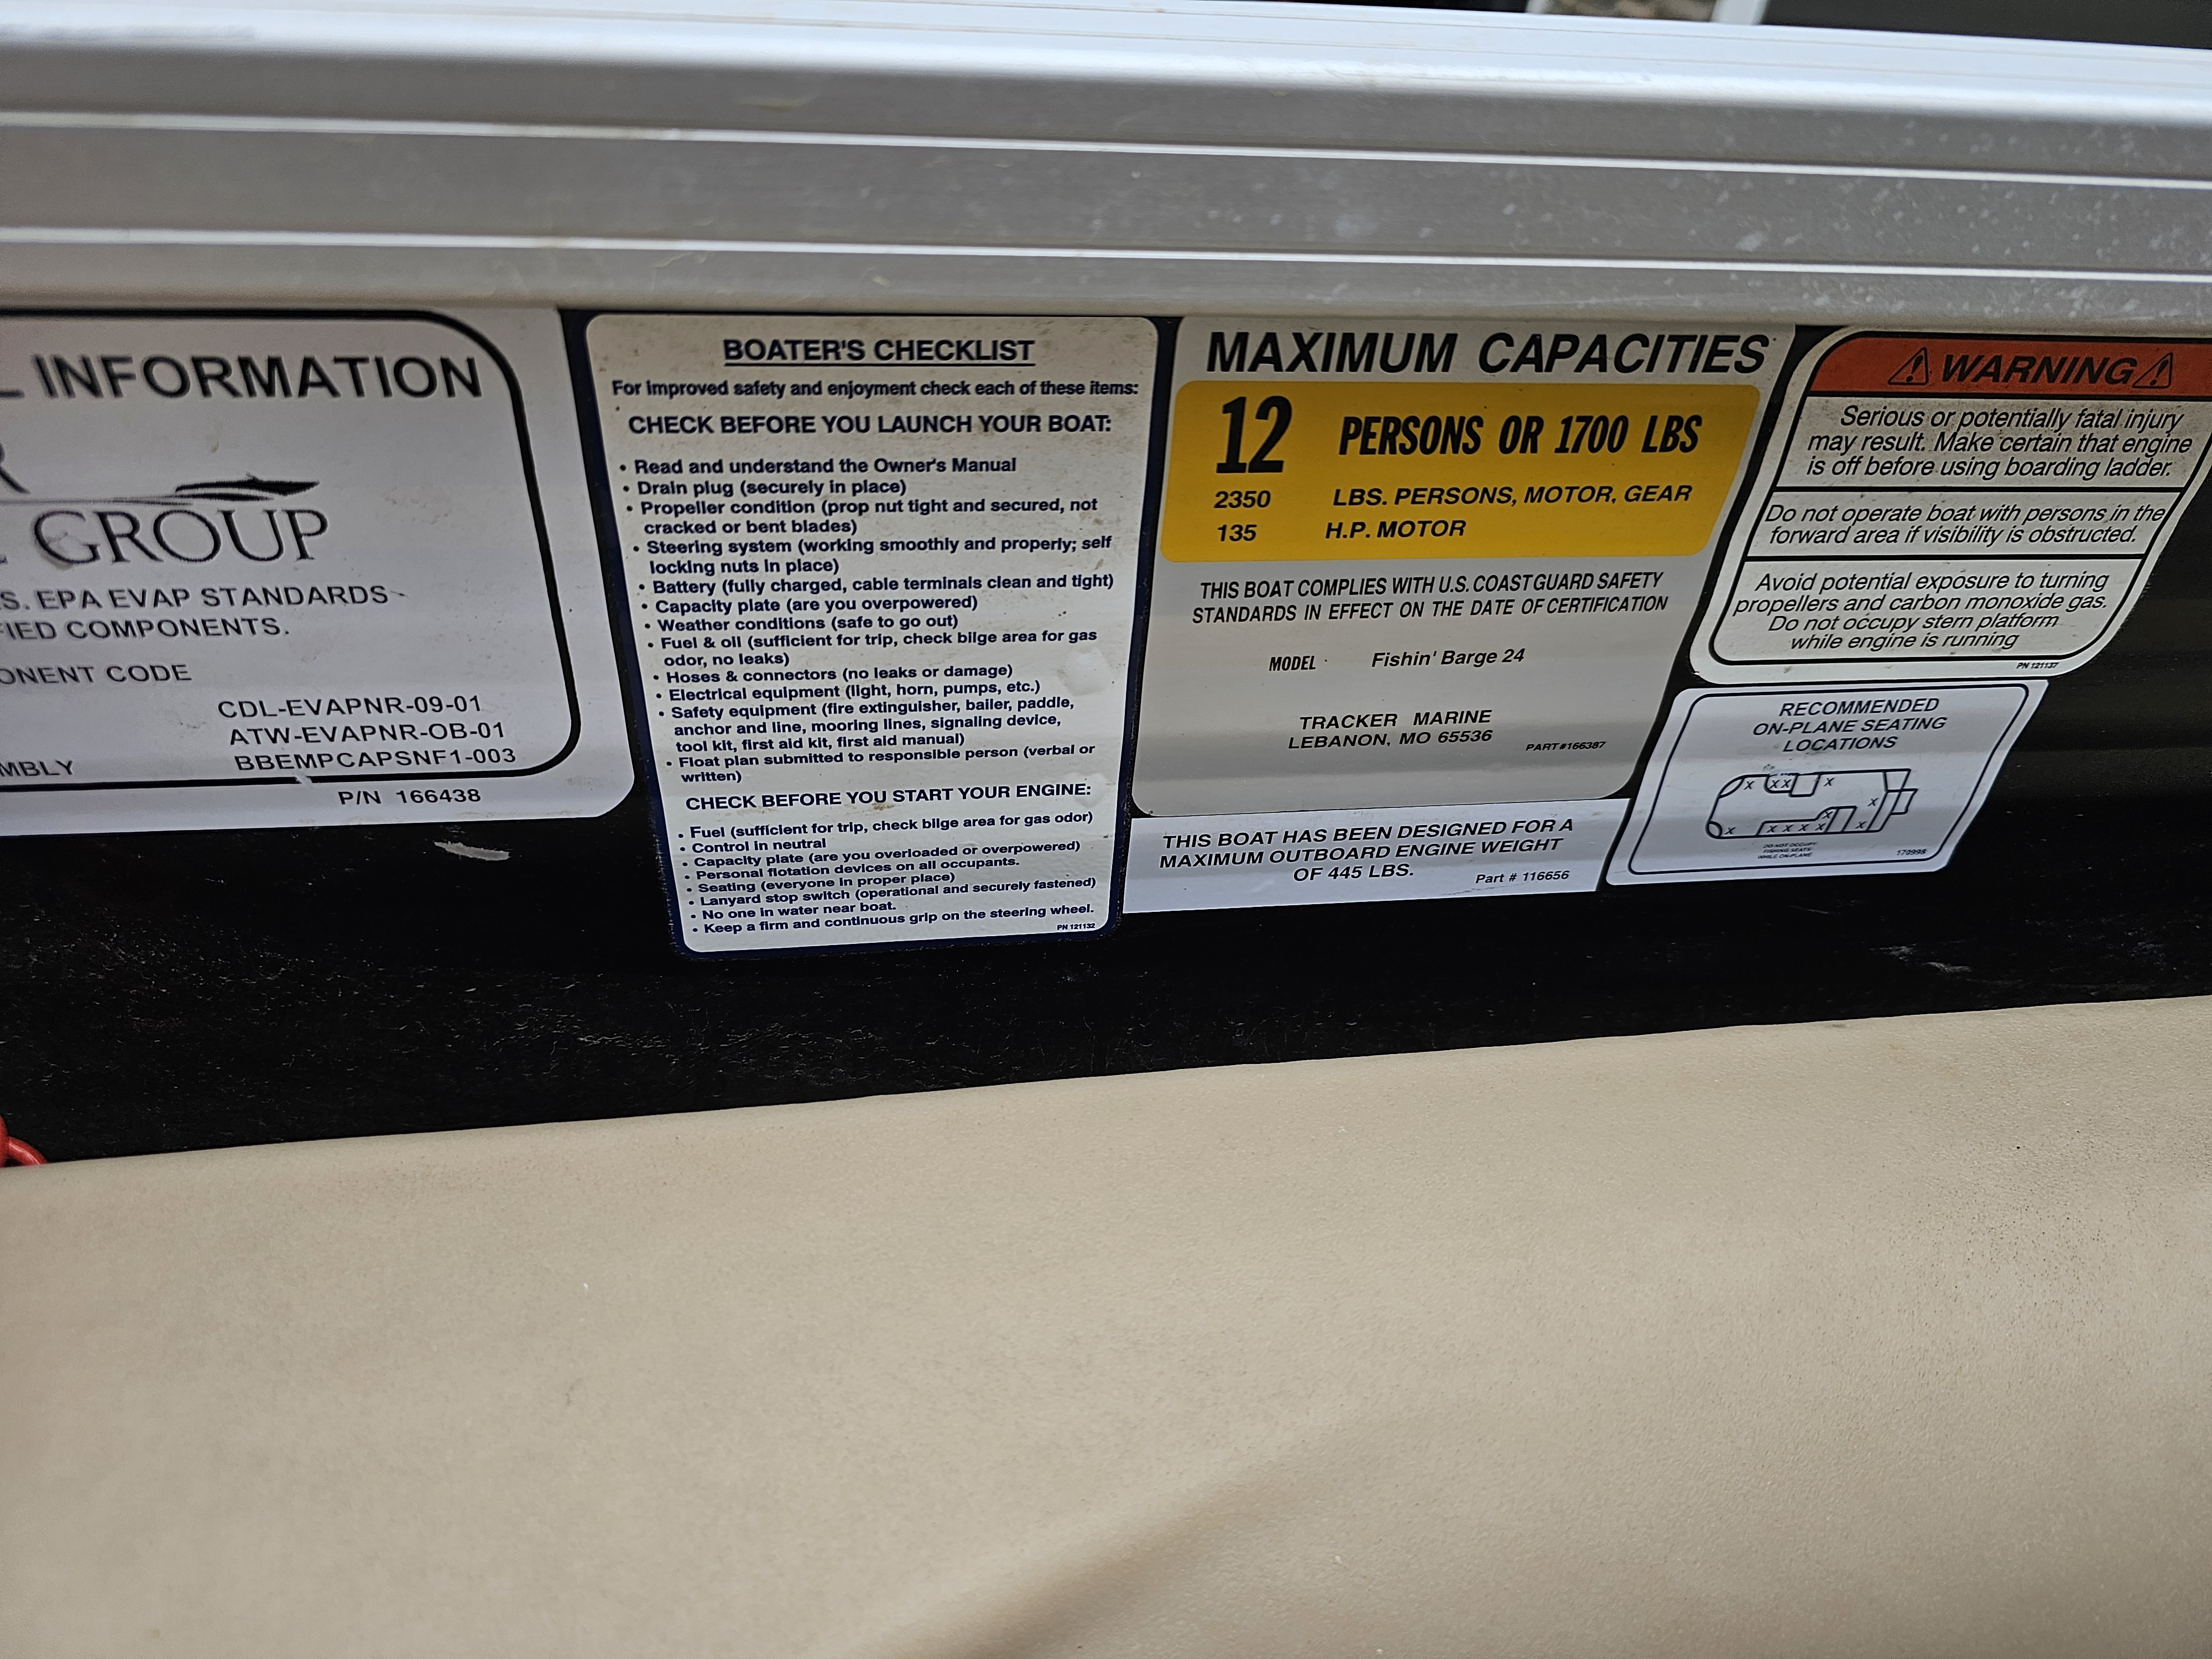 L INFORMATION
R
GROUP
S. EPA EVAP STANDARDS
FIED COMPONENTS.
ONENT CODE
CDL-EVAPNR-09-01
ATW-EVAPNR-OB-01
MBLY
BBEMPCAPSNF1-003
P/N 166438
BOATER'S CHECKLIST
For improved safety and enjoyment check each of these items:
CHECK BEFORE YOU LAUNCH YOUR BOAT:
• Read and understand the Owner's Manual
• Drain plug (securely in place)
• Propeller condition (prop nut tight and secured, not
cracked or bent blades)
• Steering system (working smoothly and properly; self
locking nuts in place)
• Battery (fully charged, cable terminals clean and tight)
• Capacity plate (are you overpowered)
• Weather conditions (safe to go out)
• Fuel & oil (sufficient for trip, check bilge area for gas
odor, no leaks)
• Hoses & connectors (no leaks or damage)
• Electrical equipment (light, horn, pumps, etc.)
• Safety equipment (fire extinguisher, bailer, paddle,
anchor and line, mooring lines, signaling device,
tool kit, first aid kit, first aid manual)
• Float plan submitted to responsible person (verbal or
written)
CHECK BEFORE YOU START YOUR ENGINE:
• Fuel (sufficient for trip, check bilge area for gas odor)
• Control in neutral
• Capacity plate (are you overloaded or overpowered)
• Personal flotation devices on all occupants.
• Seating (everyone in proper place)
• Lanyard stop switch (operational and securely fastened)
• No one in water near boat.
• Keep a firm and continuous grip on the steering wheel.
PN 121132
MAXIMUM CAPACITIES
12 PERSONS OR 1700 LBS
2350 LBS. PERSONS, MOTOR, GEAR
135 H.P. MOTOR
THIS BOAT COMPLIES WITH U.S. COAST GUARD SAFETY
STANDARDS IN EFFECT ON THE DATE OF CERTIFICATION
MODEL Fishin' Barge 24
TRACKER MARINE
LEBANON, MO 65536
PART#166387
THIS BOAT HAS BEEN DESIGNED FOR A
MAXIMUM OUTBOARD ENGINE WEIGHT
OF 445 LBS.
Part # 116656
WARNING
Serious or potentially fatal injury
may result. Make certain that engine
is off before using boarding ladder.
Do not operate boat with persons in the
forward area if visibility is obstructed.
Avoid potential exposure to turning
propellers and carbon monoxide gas.
Do not occupy stern platform
while engine is running
PN 121137
RECOMMENDED
ON-PLANE SEATING
LOCATIONS
x x x x
x
x x x x x x x
DO NOT OCCUPY
FISHING SEATS
WHILE ON-PLANE
170998